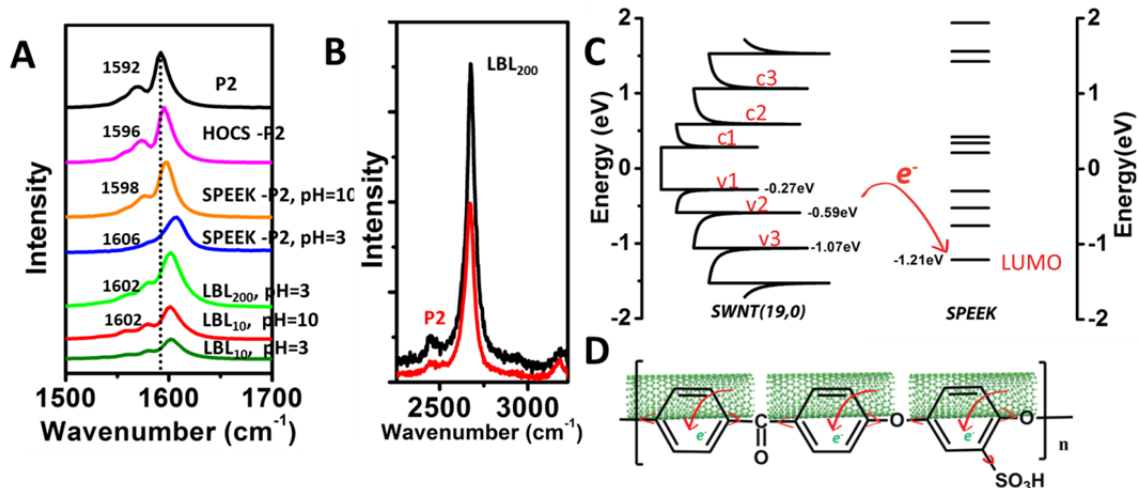 A
1592
P2
1596
HOCS -P2
1598
SPEEK -P2, pH=10
1606
SPEEK -P2, pH=3
LBL200, pH=3
1602
1602
LBL10, pH=10
LBL10, pH=3
Intensity
1500 1600 1700
Wavenumber (cm-1)
B
LBL200
P2
Intensity
2500 3000
Wavenumber (cm-1)
C
2
1
0
-1
-2
Energy (eV)
c3
c2
c1
v1
v2
v3
-0.27eV
-0.59eV
-1.07eV
e-
-1.21eV
LUMO
SWNT(19,0)
SPEEK
2
1
0
-1
-2
Energy(eV)
D
e-
C
O
e-
O
e-
O
SO3H
n